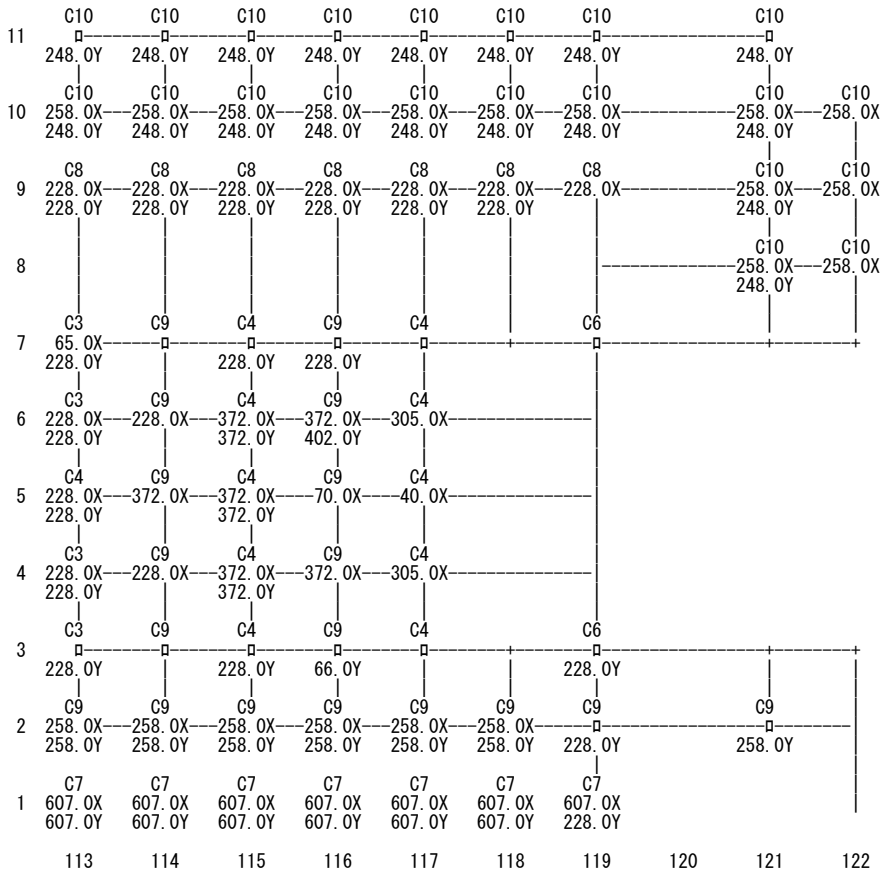 C10 C10 C10 C10 C10 C10 C10 C10
11
248.0Y 248.0Y 248.0Y 248.0Y 248.0Y 248.0Y 248.0Y 248.0Y
C10 C10 C10 C10 C10 C10 C10 C10 C10
10 258.0X---258.0X---258.0X---258.0X---258.0X---258.0X---258.0X------------258.0X---258.0X
248.0Y 248.0Y 248.0Y 248.0Y 248.0Y 248.0Y 248.0Y 248.0Y
C8 C8 C8 C8 C8 C8 C8 C10 C10
9 228.0X---228.0X---228.0X---228.0X---228.0X---228.0X---228.0X------------258.0X---258.0X
228.0Y 228.0Y 228.0Y 228.0Y 228.0Y 228.0Y 248.0Y
C10 C10
8 --------------258.0X---258.0X
248.0Y
C3 C9 C4 C9 C4 C6
7 65.0X
228.0Y 228.0Y 228.0Y
C3 C9 C4 C9 C4
6 228.0X---228.0X---372.0X---372.0X---305.0X---------------
228.0Y 372.0Y 402.0Y
C4 C9 C4 C9 C4
5 228.0X---372.0X---372.0X----70.0X----40.0X---------------
228.0Y 372.0Y
C3 C9 C4 C9 C4
4 228.0X---228.0X---372.0X---372.0X---305.0X---------------
228.0Y 372.0Y
C3 C9 C4 C9 C4 C6
3
228.0Y 228.0Y 66.0Y 228.0Y
C9 C9 C9 C9 C9 C9 C9 C9
2 258.0X---258.0X---258.0X---258.0X---258.0X---258.0X---
258.0Y 258.0Y 258.0Y 258.0Y 258.0Y 258.0Y 228.0Y 258.0Y
C7 C7 C7 C7 C7 C7 C7
1 607.0X 607.0X 607.0X 607.0X 607.0X 607.0X 607.0X
607.0Y 607.0Y 607.0Y 607.0Y 607.0Y 607.0Y 228.0Y
113 114 115 116 117 118 119 120 121 122